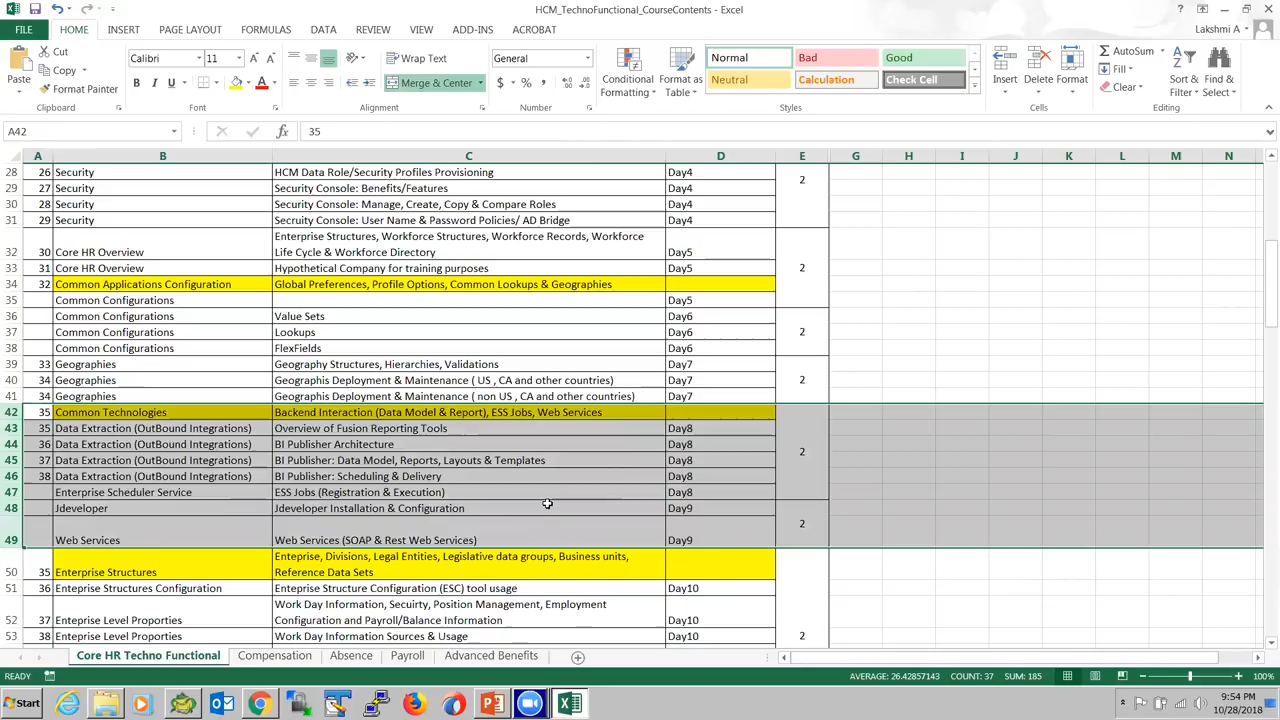 HCM_TechnoFunctional_CourseContents - Excel
?
FILE HOME INSERT PAGE LAYOUT FORMULAS DATA REVIEW VIEW ADD-INS ACROBAT Lakshmi A
Paste Cut Copy Format Painter Clipboard
Calibri 11 A A B I U A Font
Wrap Text Merge & Center Alignment
General $ % , Number
Conditional Formatting Format as Table
Normal Bad Good
Neutral Calculation Check Cell
Styles
Insert Delete Format Cells
AutoSum Fill Clear Sort & Filter Find & Select Editing
A42 fx 35
A B C D E G H I J K L M N
28 26 Security HCM Data Role/Security Profiles Provisioning Day4 2
29 27 Security Security Console: Benefits/Features Day4
30 28 Security Security Console: Manage, Create, Copy & Compare Roles Day4
31 29 Security Secruity Console: User Name & Password Policies/ AD Bridge Day4
Enterprise Structures, Workforce Structures, Workforce Records, Workforce
32 30 Core HR Overview Life Cycle & Workforce Directory Day5
33 31 Core HR Overview Hypothetical Company for training purposes Day5 2
34 32 Common Applications Configuration Global Preferences, Profile Options, Common Lookups & Geographies
35 Common Configurations Day5
36 Common Configurations Value Sets Day6
37 Common Configurations Lookups Day6 2
38 Common Configurations FlexFields Day6
39 33 Geographies Geography Structures, Hierarchies, Validations Day7
40 34 Geographies Geographis Deployment & Maintenance ( US , CA and other countries) Day7 2
41 34 Geographies Geographis Deployment & Maintenance ( non US , CA and other countries) Day7
42 35 Common Technologies Backend Interaction (Data Model & Report), ESS Jobs, Web Services
43 35 Data Extraction (OutBound Integrations) Overview of Fusion Reporting Tools Day8
44 36 Data Extraction (OutBound Integrations) BI Publisher Architecture Day8 2
45 37 Data Extraction (OutBound Integrations) BI Publisher: Data Model, Reports, Layouts & Templates Day8
46 38 Data Extraction (OutBound Integrations) BI Publisher: Scheduling & Delivery Day8
47 Enterprise Scheduler Service ESS Jobs (Registration & Execution) Day8
48 Jdeveloper Jdeveloper Installation & Configuration Day9
2
49 Web Services Web Services (SOAP & Rest Web Services) Day9
Enteprise, Divisions, Legal Entities, Legislative data groups, Business units,
50 35 Enterprise Structures Reference Data Sets
51 36 Enteprise Structures Configuration Enteprise Structure Configuration (ESC) tool usage Day10
Work Day Information, Secuirty, Position Management, Employment
52 37 Enteprise Level Proporties Configuration and Payroll/Balance Information Day10
53 38 Enteprise Level Proporties Work Day Information Sources & Usage Day10 2
Core HR Techno Functional Compensation Absence Payroll Advanced Benefits
READY AVERAGE: 26.42857143 COUNT: 37 SUM: 185 100%
Start 9:54 PM
10/28/2018